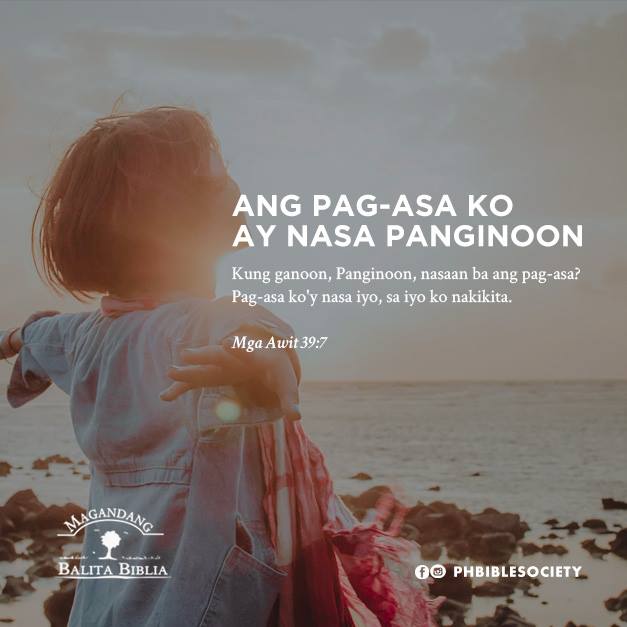 ANG PAG-ASA KO
AY NASA PANGINOON
Kung ganoon, Panginoon, nasaan ba ang pag-asa?
Pag-asa ko'y nasa iyo, sa iyo ko nakikita.
Mga Awit 39:7
MAGANDANG
BALITA BIBLIA
PHBIBLESOCIETY